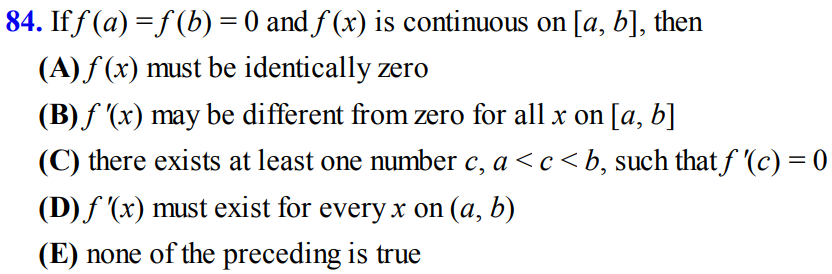 84. If f (a) = f (b) = 0 and f (x) is continuous on [a, b], then
(A) f (x) must be identically zero
(B) f '(x) may be different from zero for all x on [a, b]
(C) there exists at least one number c, a < c < b, such that f '(c) = 0
(D) f '(x) must exist for every x on (a, b)
(E) none of the preceding is true